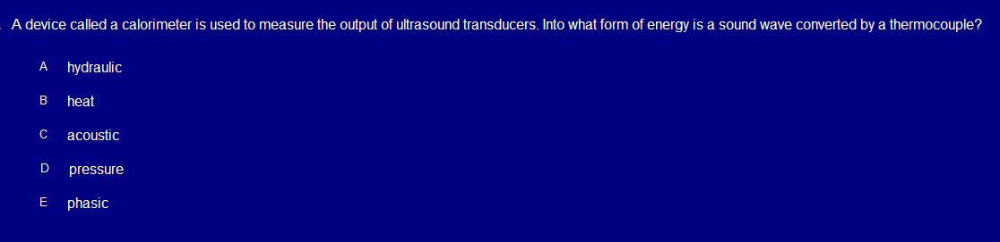 A device called a calorimeter is used to measure the output of ultrasound transducers. Into what form of energy is a sound wave converted by a thermocouple?
A hydraulic
B heat
C acoustic
D pressure
E phasic